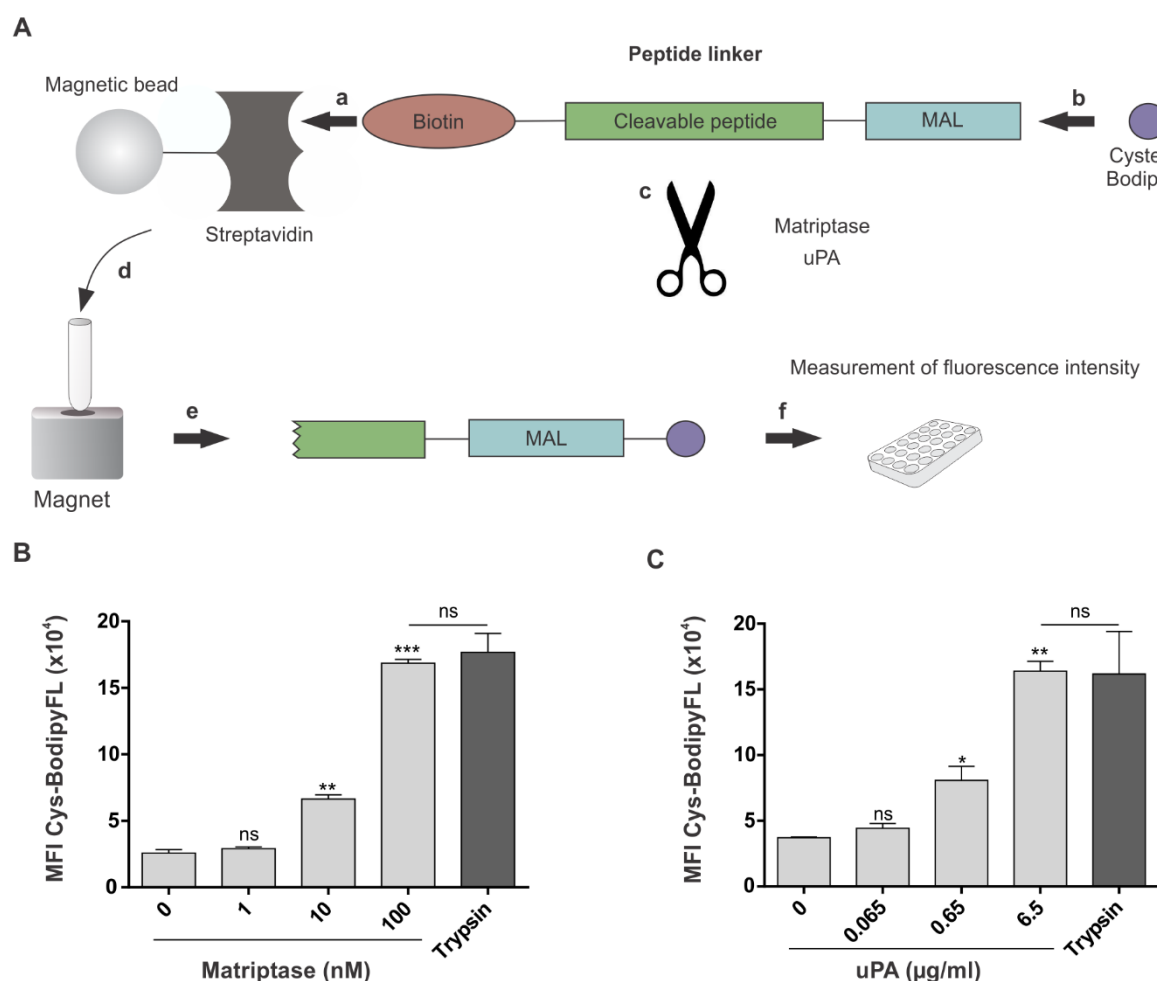 A
Peptide linker
Magnetic bead
a
b
Biotin
Cleavable peptide
MAL
Cyste
Bodip
c
Streptavidin
Matriptase
uPA
d
Measurement of fluorescence intensity
e
MAL
f
Magnet
B
MFI Cys-BodipyFL (x10⁴)
20
15
10
5
0
ns
**
***
ns
0
1
10
100
Trypsin
Matriptase (nM)
C
MFI Cys-BodipyFL (x10⁴)
20
15
10
5
0
ns
*
**
ns
0
0.065
0.65
6.5
Trypsin
uPA (µg/ml)